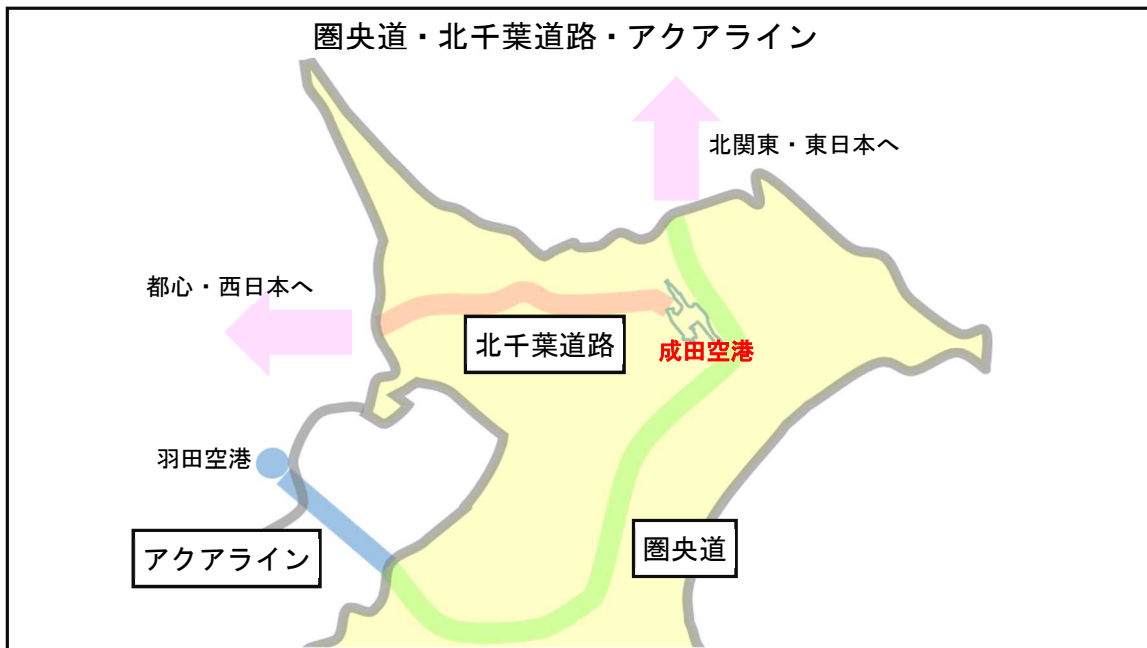 圏央道・北千葉道路・アクアライン
北関東・東日本へ
都心・西日本へ
北千葉道路
成田空港
羽田空港
アクアライン
圏央道